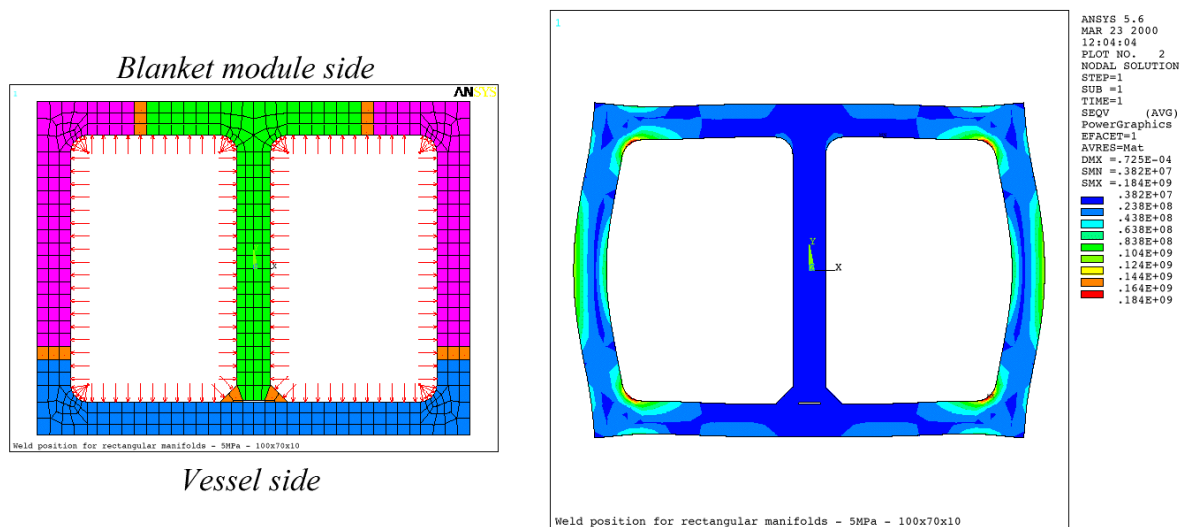 Blanket module side
1
ANSYS
X
Weld position for rectangular manifolds - 5MPa - 100x70x10
Vessel side
1
Y
X
Weld position for rectangular manifolds - 5MPa - 100x70x10
ANSYS 5.6
MAR 23 2000
12:04:04
PLOT NO. 2
NODAL SOLUTION
STEP=1
SUB =1
TIME=1
SEQV (AVG)
PowerGraphics
EFACET=1
AVRES=Mat
DMX =.725E-04
SMN =.382E+07
SMX =.184E+09
.382E+07
.238E+08
.438E+08
.638E+08
.838E+08
.104E+09
.124E+09
.144E+09
.164E+09
.184E+09